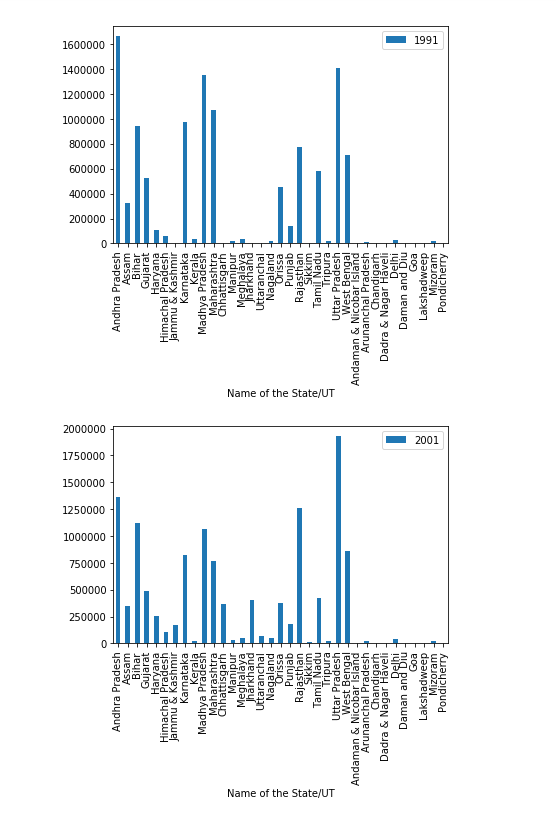 1991
1600000
1400000
1200000
1000000
800000
600000
400000
200000
0
Andhra Pradesh
Assam
Bihar
Gujarat
Haryana
Himachal Pradesh
Jammu & Kashmir
Karnataka
Kerala
Madhya Pradesh
Maharashtra
Chhattisgarh
Manipur
Meghalaya
Jharkhand
Uttaranchal
Nagaland
Orissa
Punjab
Rajasthan
Sikkim
Tamil Nadu
Tripura
Uttar Pradesh
West Bengal
Andaman & Nicobar Island
Arunanchal Pradesh
Chandigarh
Dadra & Nagar Haveli
Delhi
Daman and Diu
Goa
Lakshadweep
Mizoram
Pondicherry
Name of the State/UT
2001
2000000
1750000
1500000
1250000
1000000
750000
500000
250000
0
Andhra Pradesh
Assam
Bihar
Gujarat
Haryana
Himachal Pradesh
Jammu & Kashmir
Karnataka
Kerala
Madhya Pradesh
Maharashtra
Chhattisgarh
Manipur
Meghalaya
Jharkhand
Uttaranchal
Nagaland
Orissa
Punjab
Rajasthan
Sikkim
Tamil Nadu
Tripura
Uttar Pradesh
West Bengal
Andaman & Nicobar Island
Arunanchal Pradesh
Chandigarh
Dadra & Nagar Haveli
Delhi
Daman and Diu
Goa
Lakshadweep
Mizoram
Pondicherry
Name of the State/UT